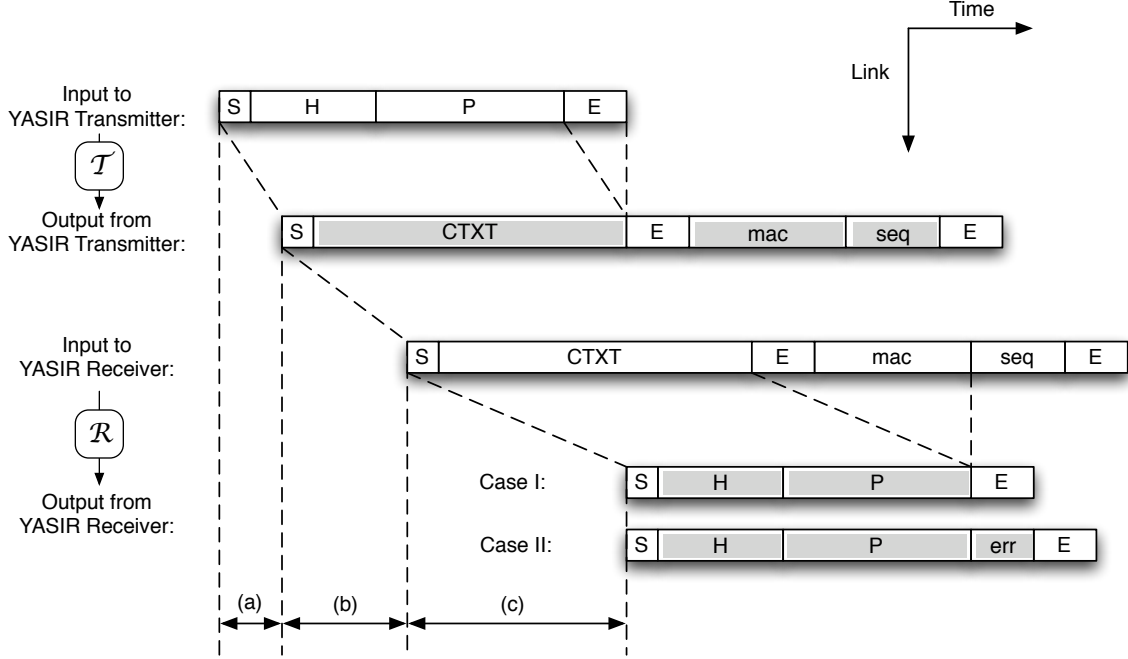 Time
Link
Input to
YASIR Transmitter:
S H P E
T
Output from
YASIR Transmitter:
S CTXT E mac seq E
Input to
YASIR Receiver:
S CTXT E mac seq E
R
Case I: S H P E
Output from
YASIR Receiver:
Case II: S H P err E
(a) (b) (c)